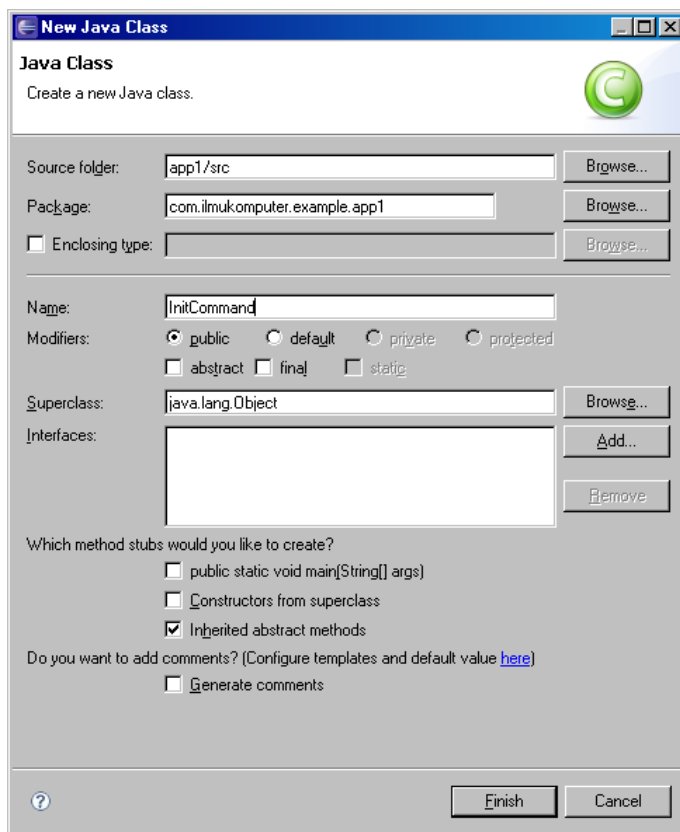 New Java Class
Java Class
Create a new Java class.
Source folder: app1/src Browse...
Package: com.ilmukomputer.example.app1 Browse...
Enclosing type: Browse...
Name: InitCommand
Modifiers: public default private protected
abstract final static
Superclass: java.lang.Object Browse...
Interfaces: Add...
Remove
Which method stubs would you like to create?
public static void main(String[] args)
Constructors from superclass
Inherited abstract methods
Do you want to add comments? (Configure templates and default value here)
Generate comments
Finish Cancel